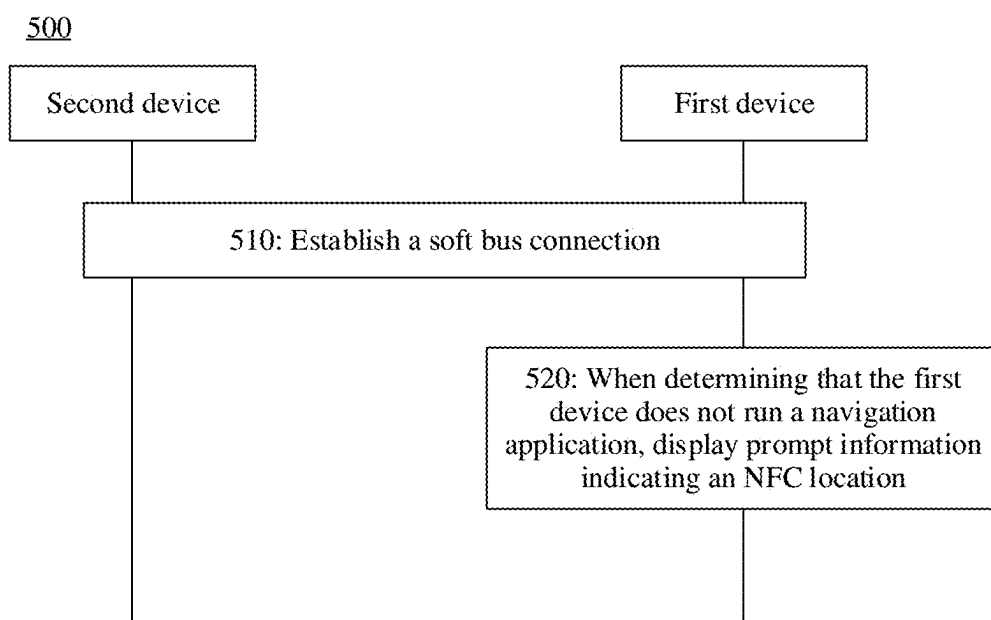 500
Second device
First device
510: Establish a soft bus connection
520: When determining that the first
device does not run a navigation
application, display prompt information
indicating an NFC location